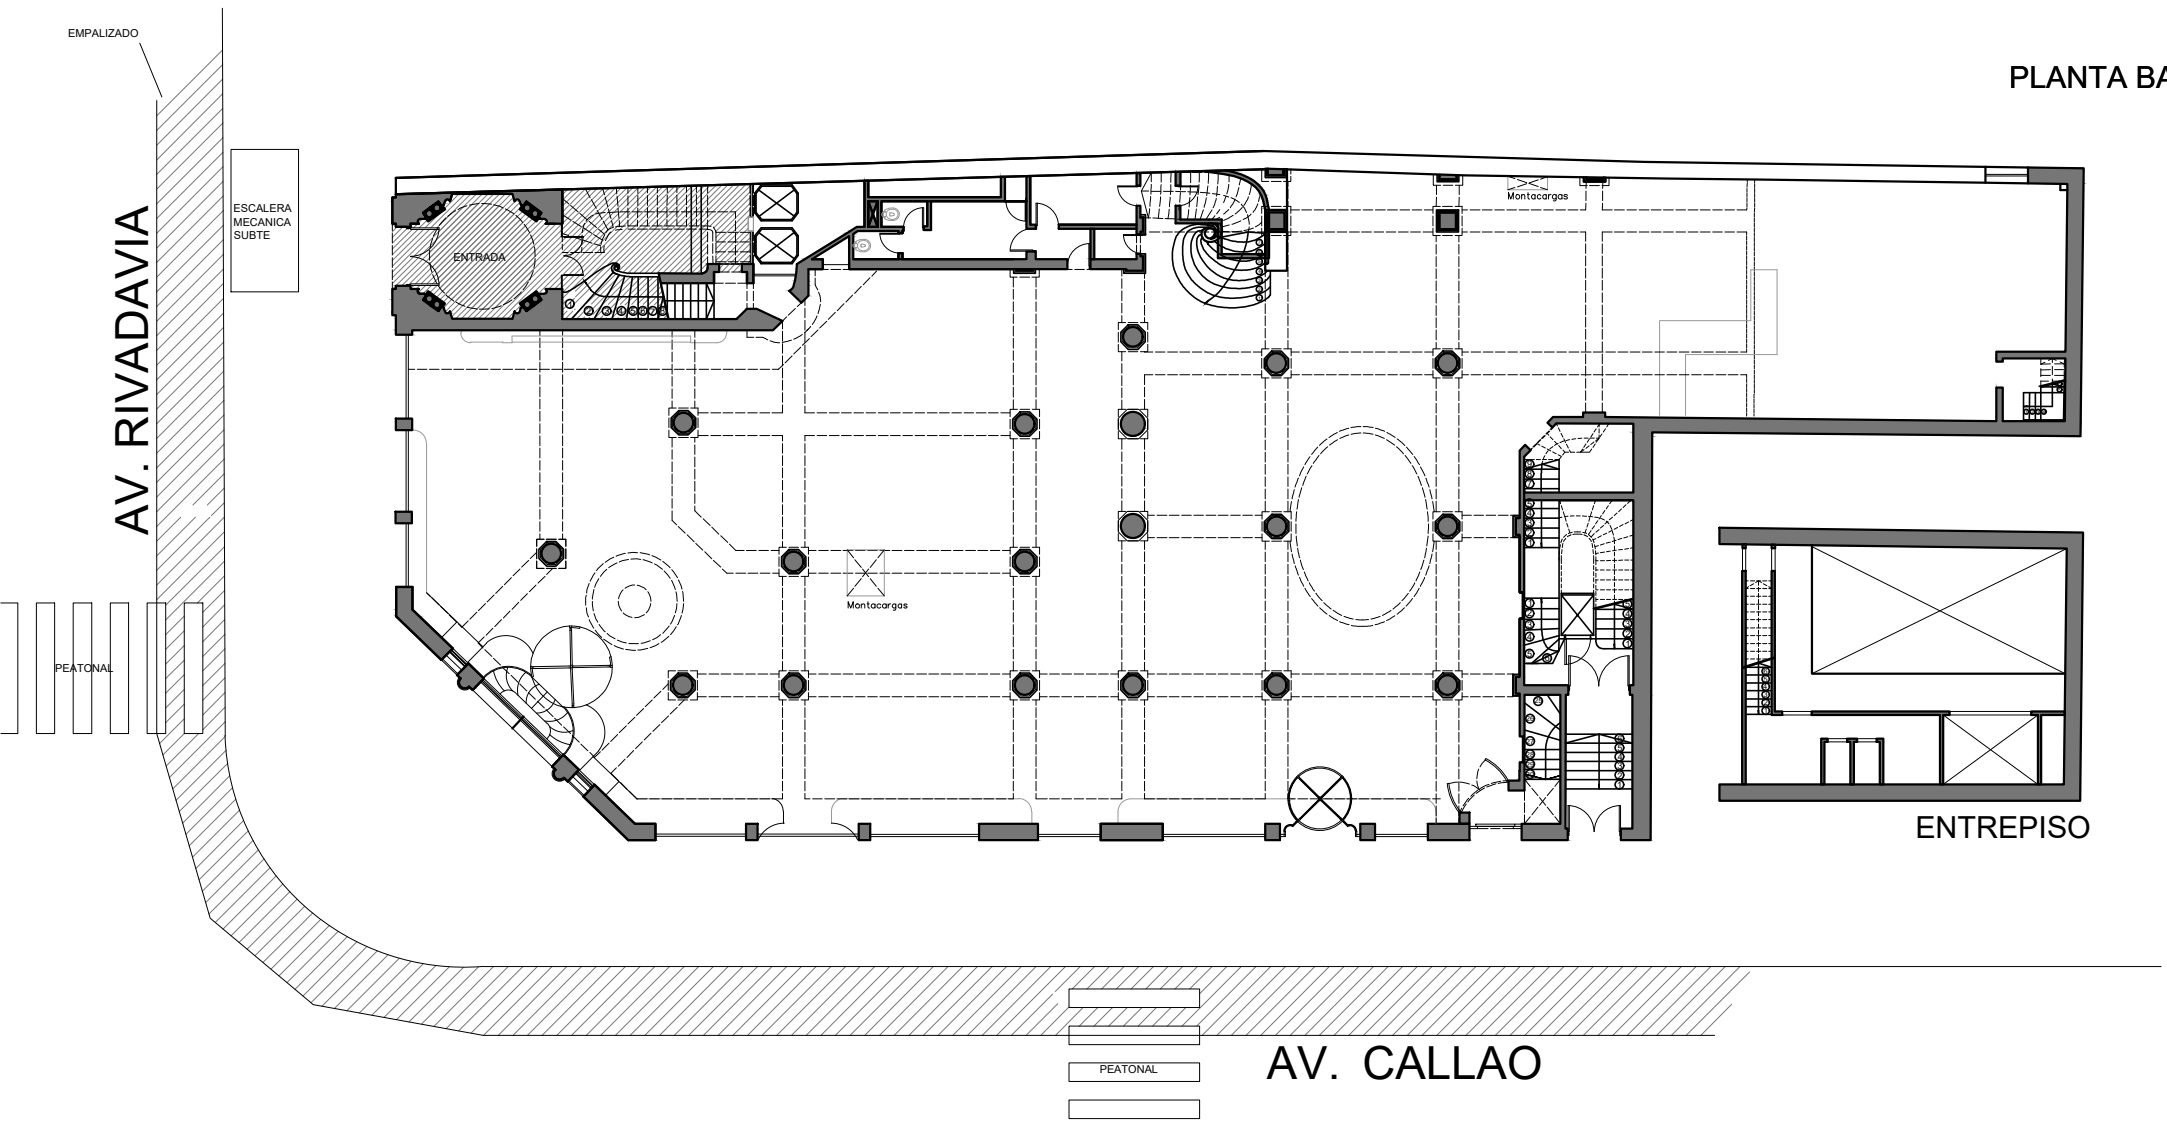 EMPALIZADO
PLANTA BA
ESCALERA
MECANICA
SUBTE
Montacargas
ENTRADA
AV. RIVADAVIA
Montacargas
PEATONAL
ENTREPISO
AV. CALLAO
PEATONAL